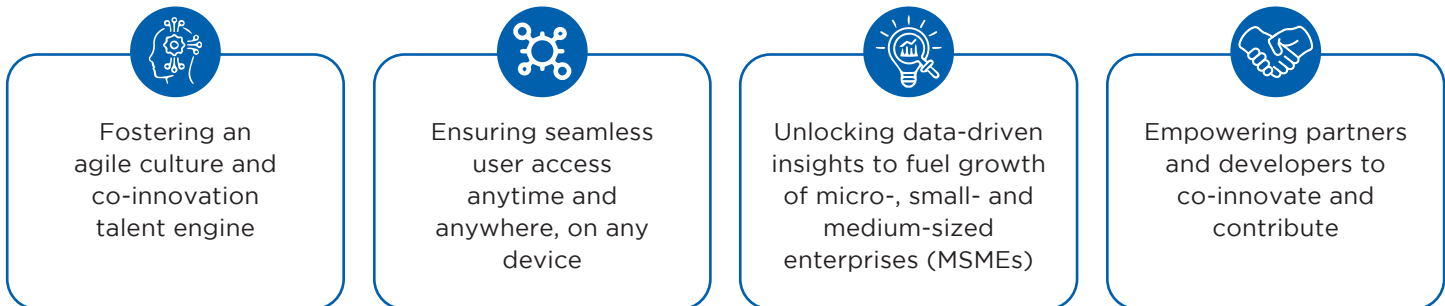 Fostering an
agile culture and
co-innovation
talent engine
Ensuring seamless
user access
anytime and
anywhere, on any
device
Unlocking data-driven
insights to fuel growth
of micro-, small- and
medium-sized
enterprises (MSMEs)
Empowering partners
and developers to
co-innovate and
contribute